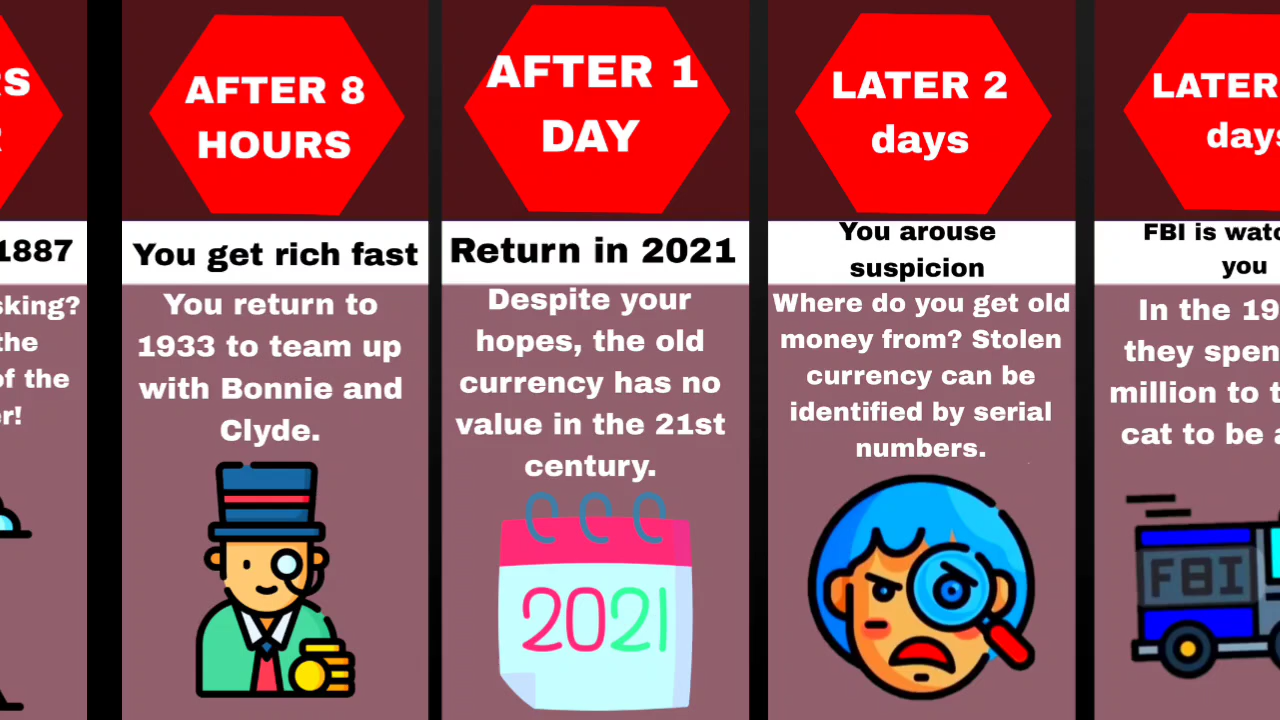 1887
the
of the
AFTER 8
HOURS
You get rich fast
You return to
1933 to team up
with Bonnie and
Clyde.
AFTER 1
DAY
Return in 2021
Despite your
hopes, the old
currency has no
value in the 21st
century.
2021
LATER 2
days
You arouse
suspicion
Where do you get old
money from? Stolen
currency can be
identified by serial
numbers.
LATER
days
FBI is
you
In the
they
million to
cat to be
FBI